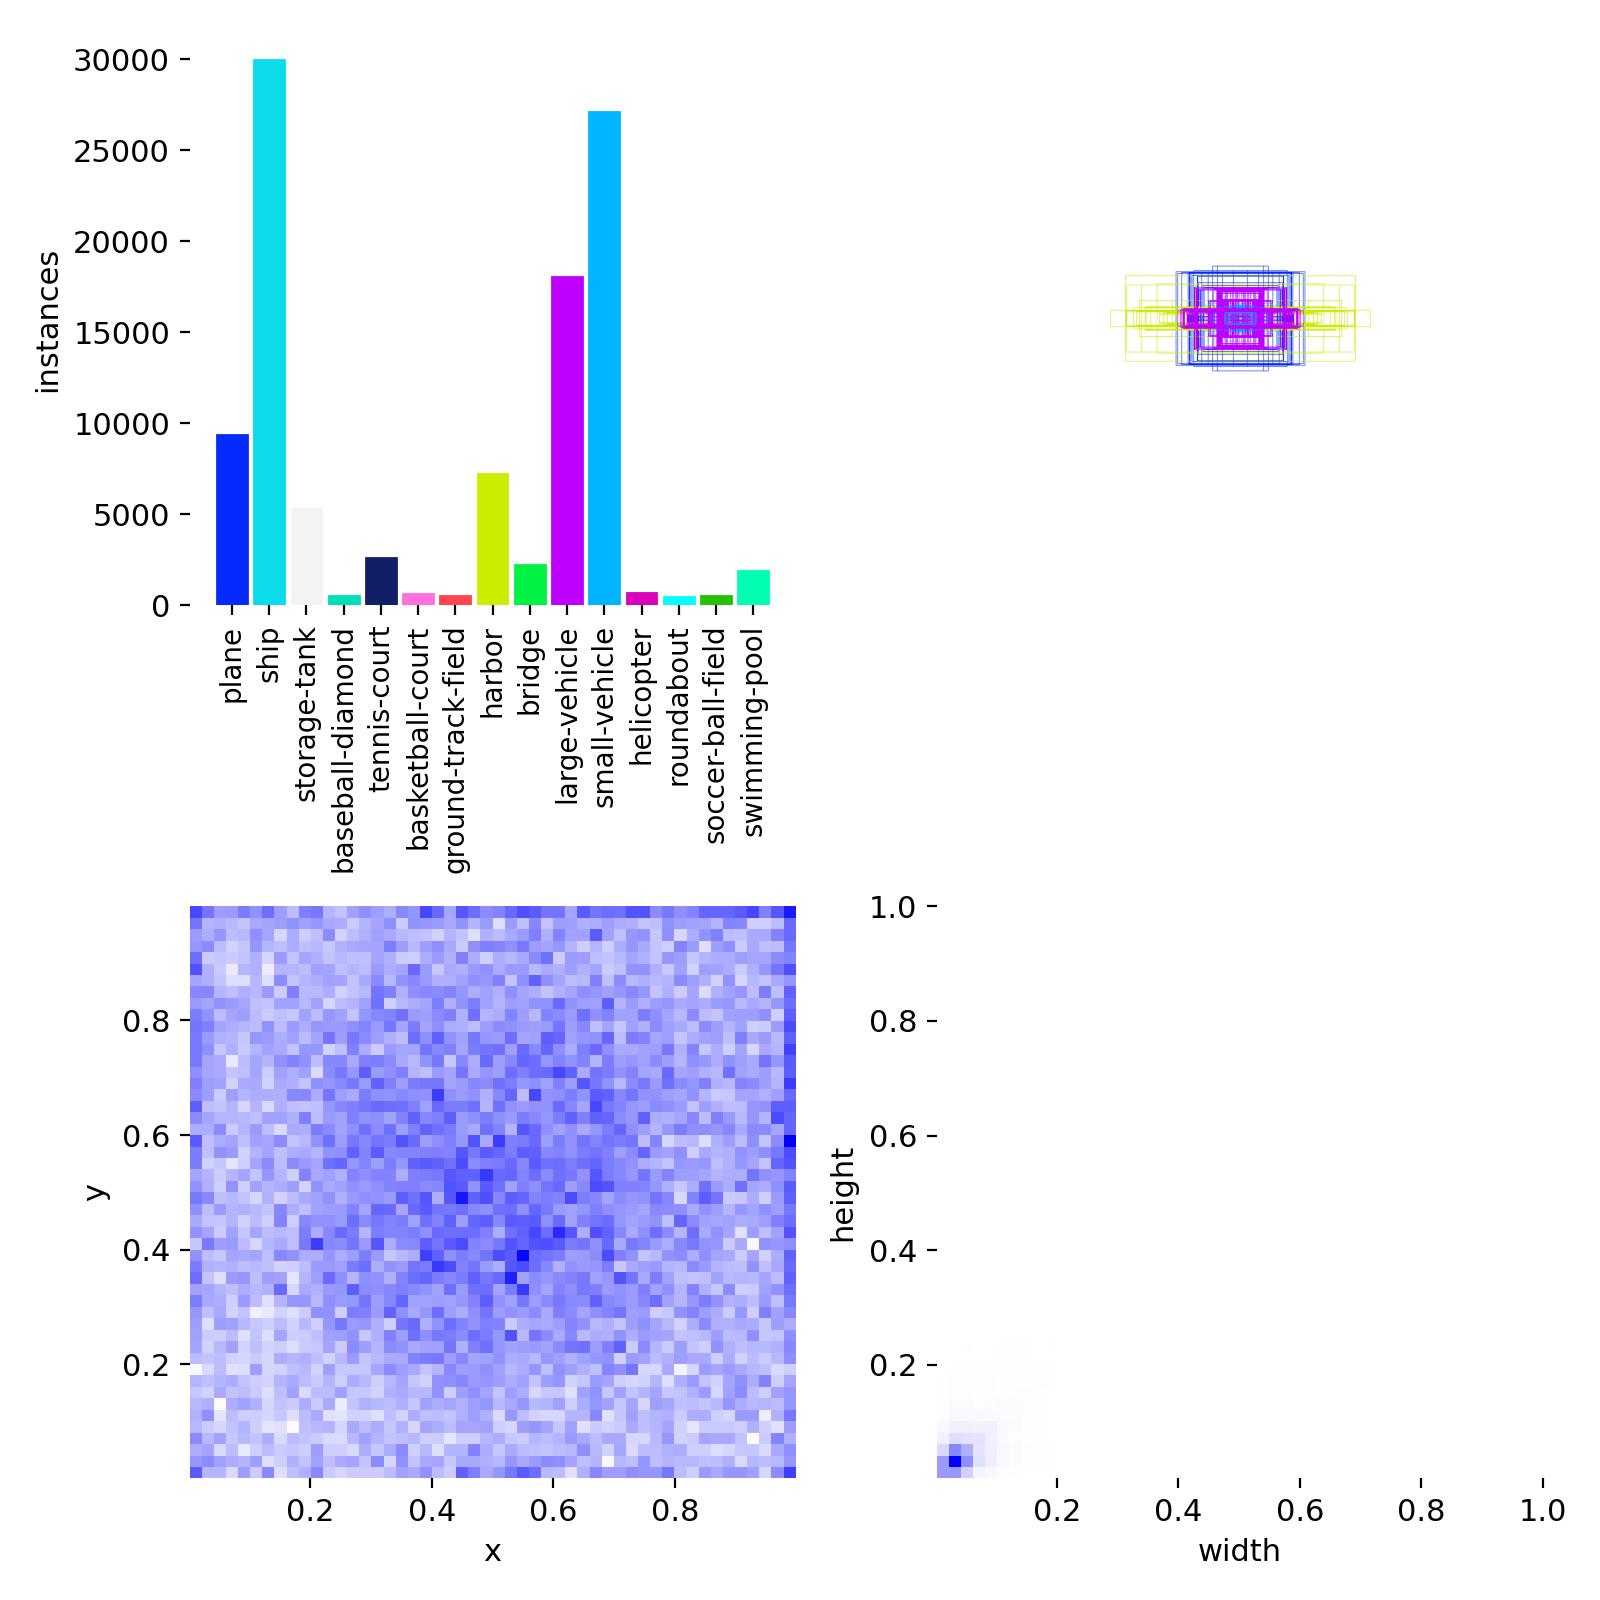 30000
25000
20000
15000
10000
5000
0
instances
plane
ship
storage-tank
baseball-diamond
tennis-court
basketball-court
ground-track-field
harbor
bridge
large-vehicle
small-vehicle
helicopter
roundabout
soccer-ball-field
swimming-pool
0.8
0.6
0.4
0.2
y
0.2 0.4 0.6 0.8
x
1.0
0.8
0.6
0.4
0.2
height
0.2 0.4 0.6 0.8 1.0
width